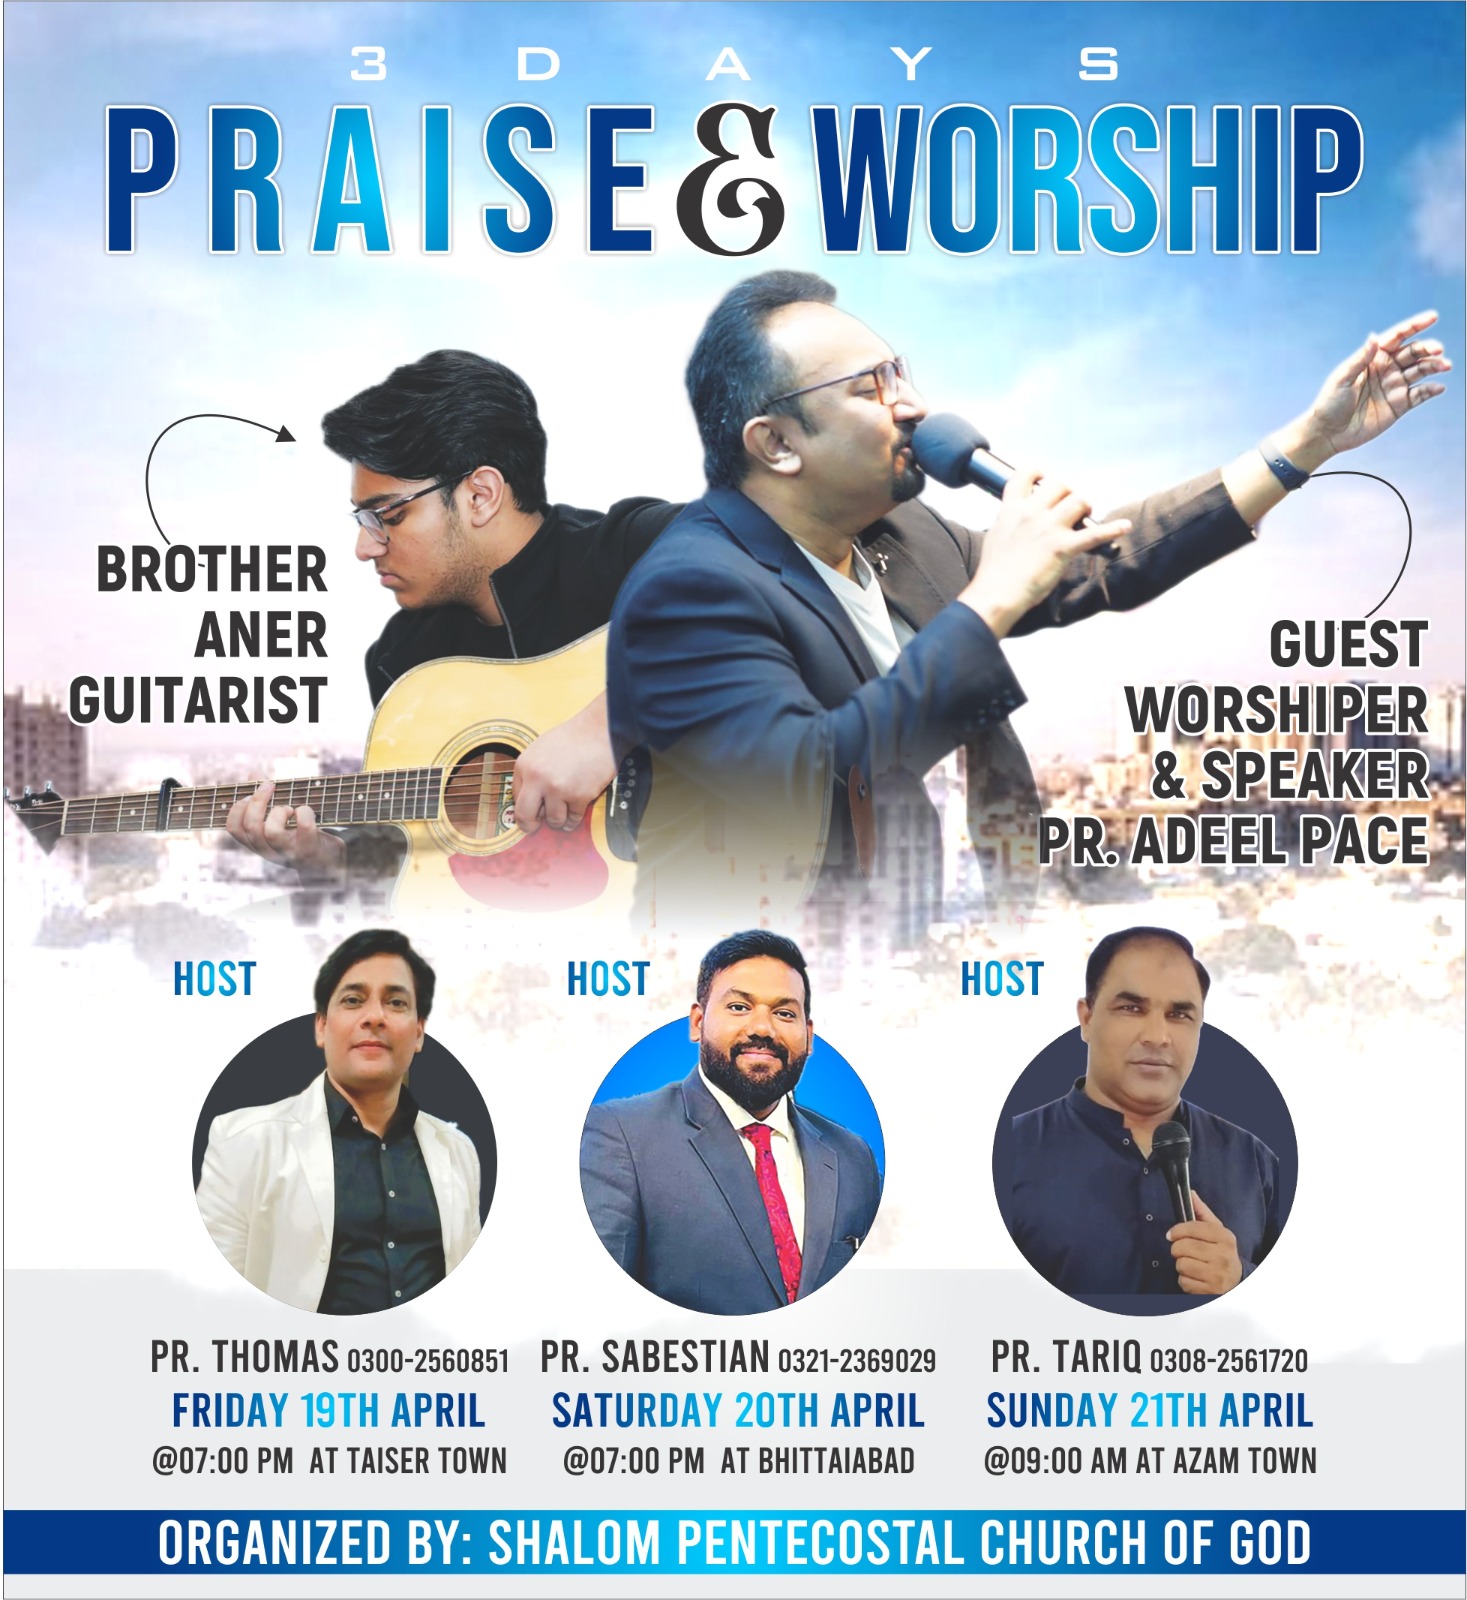 3 DAYS
PRAISE & WORSHIP
BROTHER
ANER
GUITARIST
GUEST
WORSHIPER
& SPEAKER
PR. ADEEL PACE
HOST
HOST
HOST
PR. THOMAS 0300-2560851
FRIDAY 19TH APRIL
@07:00 PM AT TAISER TOWN
PR. SABESTIAN 0321-2369029
SATURDAY 20TH APRIL
@07:00 PM AT BHITTAIABAD
PR. TARIQ 0308-2561720
SUNDAY 21TH APRIL
@09:00 AM AT AZAM TOWN
ORGANIZED BY: SHALOM PENTECOSTAL CHURCH OF GOD